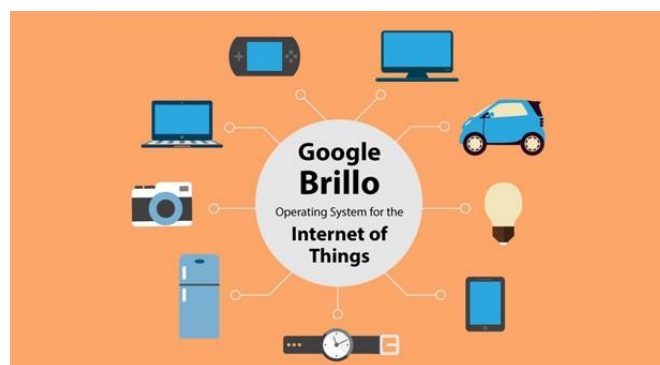 Google
Brillo
Operating System for the
Internet of
Things